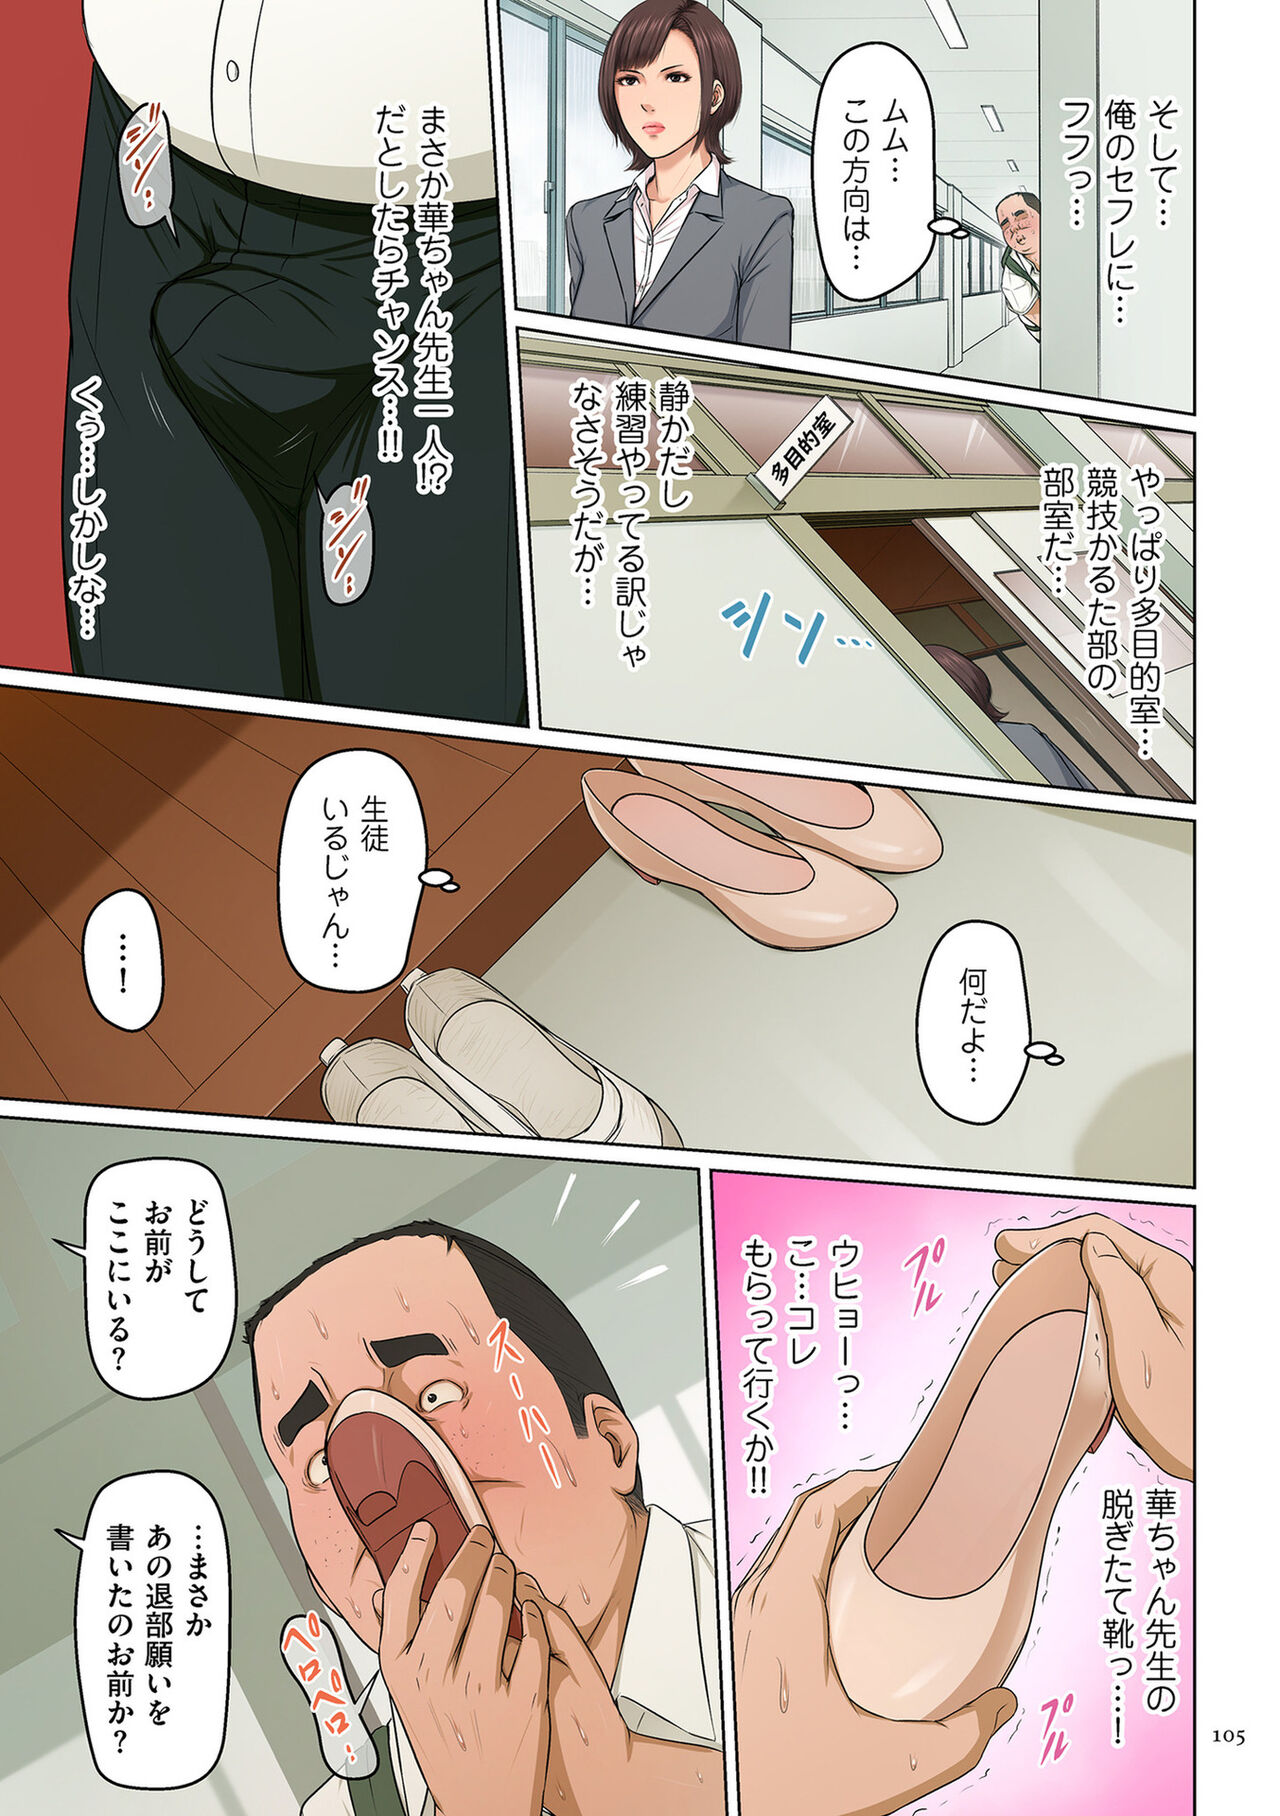 そして…
俺のセフレに…
フフっ…
ムム…
この方向は…
やっぱり多目的室…
競技かるた部の
部室だ…
多目的室
静かだし
練習やってる訳じゃ
なさそうだが…
シン…
まさか華ちゃん先生一人!?
だとしたらチャンス…!!
ジン…
ジン…
くぅ…しかしな…
何だよ…
生徒
いるじゃん…
…!
華ちゃん先生の
脱ぎたて靴っ…!
プル
プル
ウヒョーっ…
こ…コレ
もらって行くか!!
スーハー
ペロペロ
どうして
お前が
ここにいる?
…まさか
あの退部願いを
書いたのお前か?
105